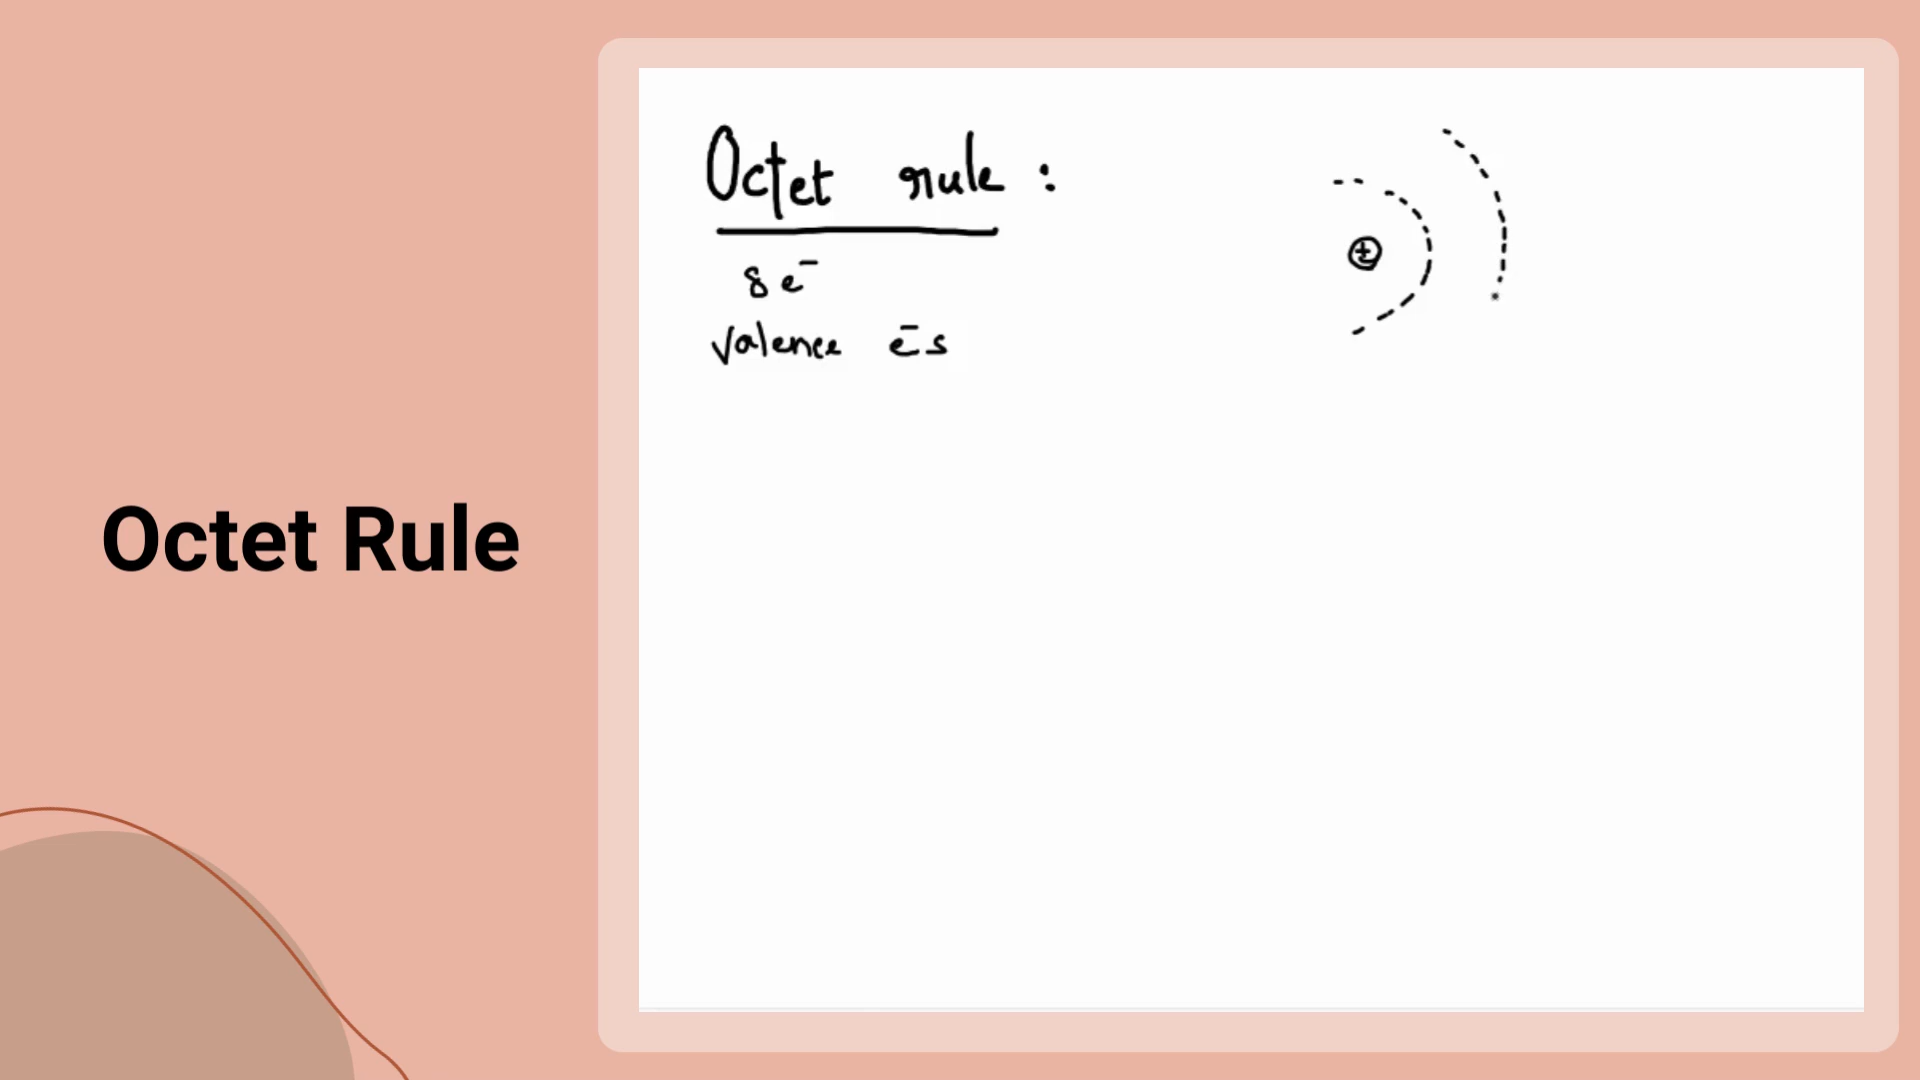 Octet Rule
Octet rule :
8 e⁻
Valence e̅s
+